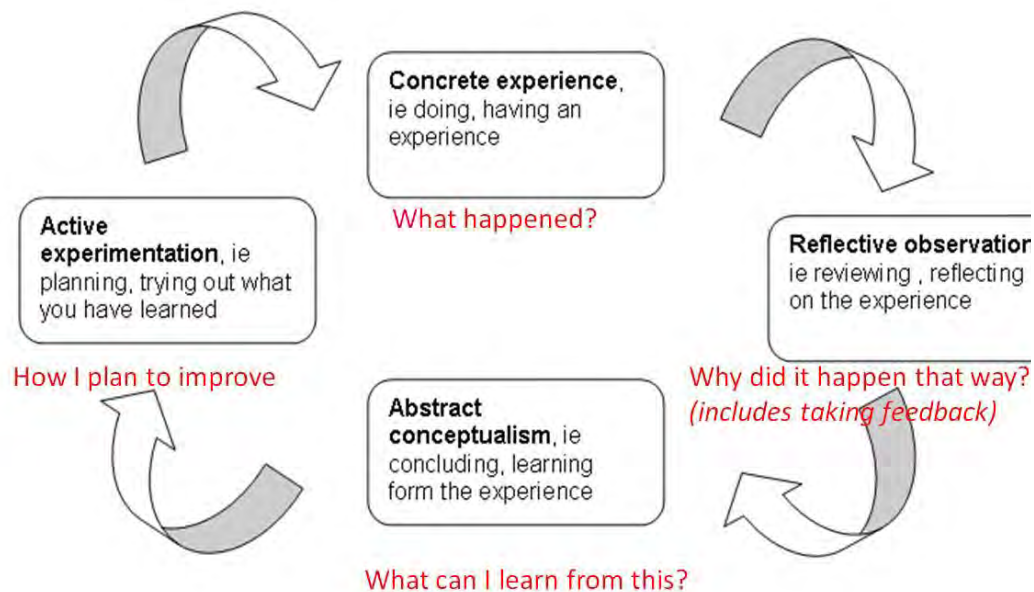 Concrete experience,
ie doing, having an
experience
What happened?
Reflective observation
ie reviewing , reflecting
on the experience
Why did it happen that way?
(includes taking feedback)
Abstract
conceptualism, ie
concluding, learning
form the experience
What can I learn from this?
Active
experimentation, ie
planning, trying out what
you have learned
How I plan to improve